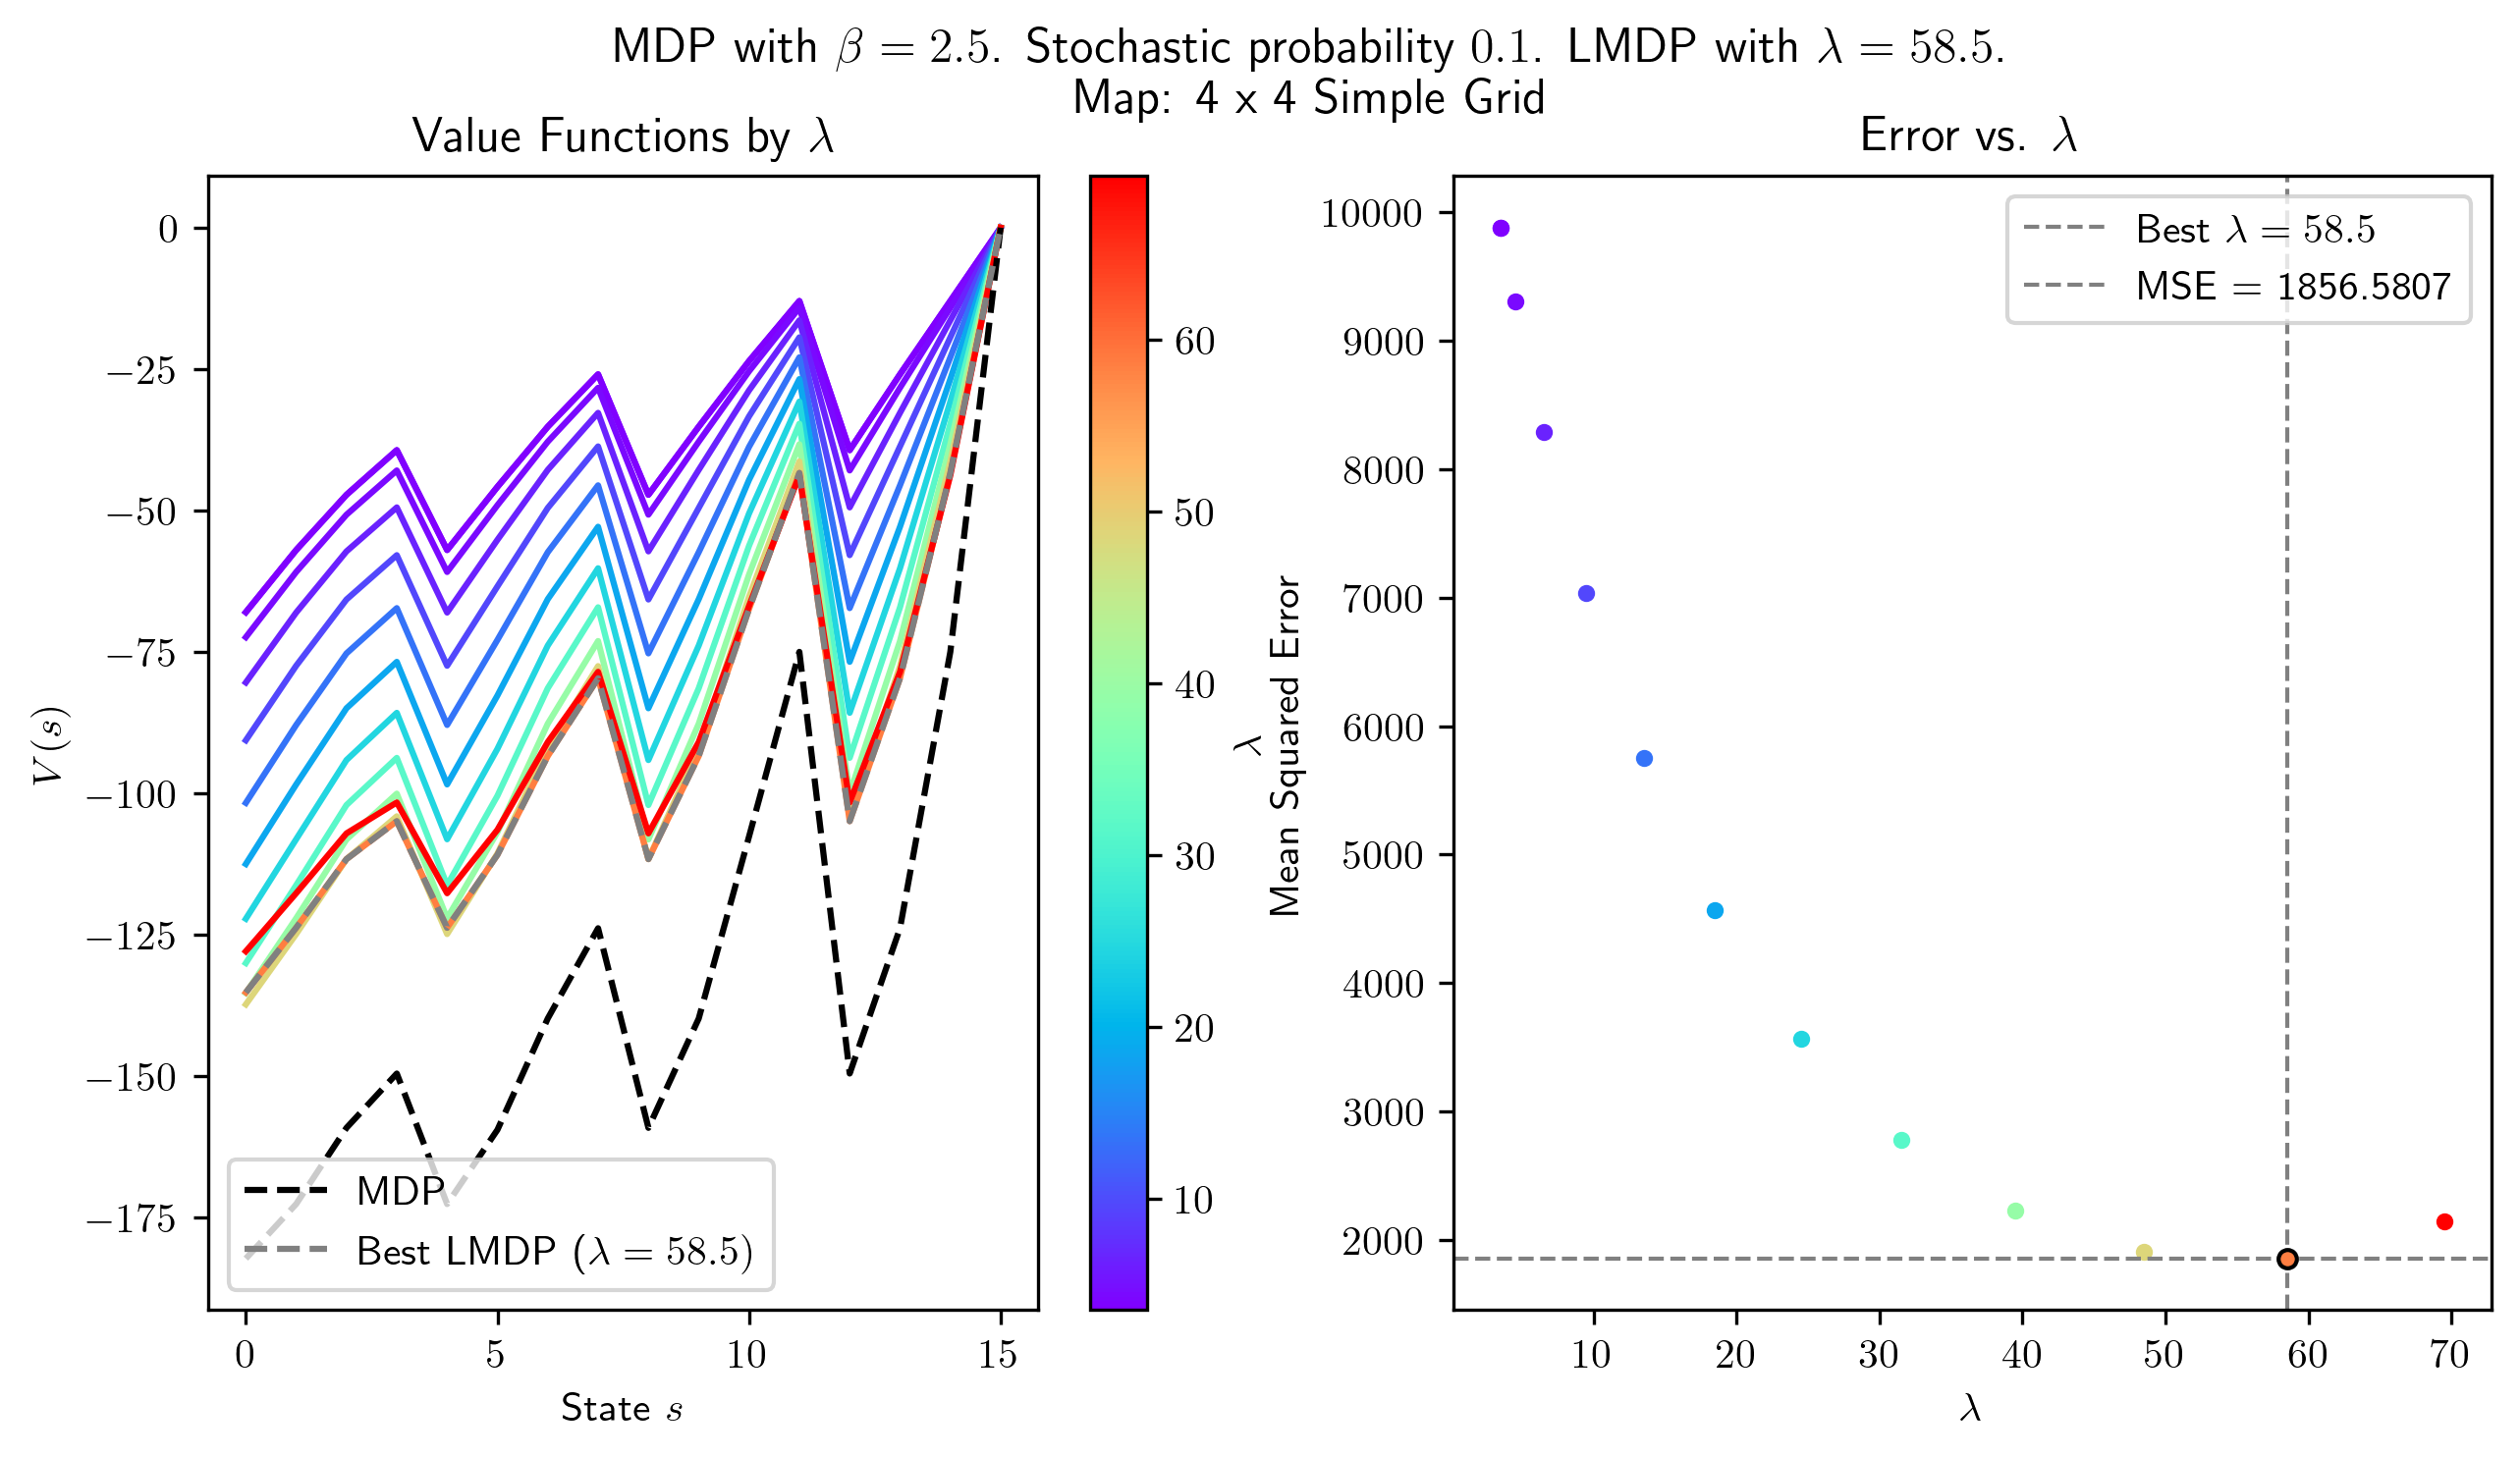 MDP with β = 2.5. Stochastic probability 0.1. LMDP with λ = 58.5.
Map: 4 x 4 Simple Grid
Value Functions by λ
0
−25
−50
−75
−100
−125
−150
−175
V(s)
MDP
Best LMDP (λ = 58.5)
0
5
10
15
State s
60
50
40
30
20
10
λ
Error vs. λ
10000
9000
8000
7000
6000
5000
4000
3000
2000
Mean Squared Error
Best λ = 58.5
MSE = 1856.5807
10
20
30
40
50
60
70
λ